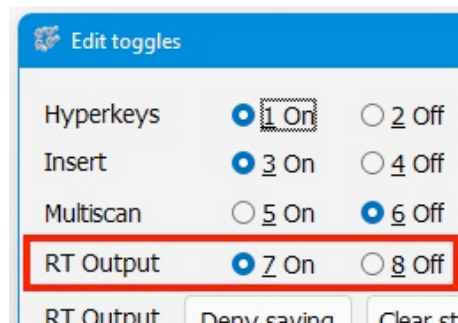 Edit toggles
Hyperkeys 1 On 2 Off
Insert 3 On 4 Off
Multiscan 5 On 6 Off
RT Output 7 On 8 Off
RT Output Deny saving Clear